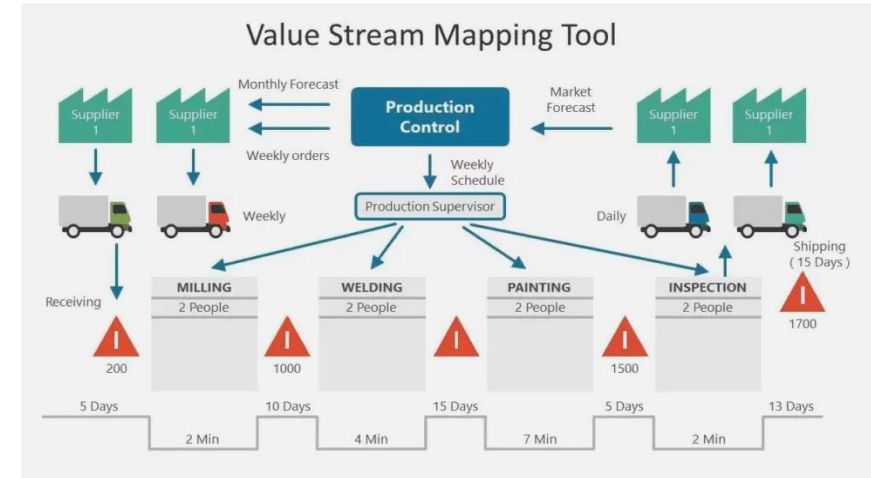 Value Stream Mapping Tool
Supplier
1
Supplier
1
Monthly Forecast
Weekly orders
Production
Control
Market
Forecast
Supplier
1
Supplier
1
Weekly
Schedule
Production Supervisor
Weekly
Daily
Shipping
( 15 Days )
Receiving
MILLING
2 People
WELDING
2 People
PAINTING
2 People
INSPECTION
2 People
I
200
I
1000
I
I
1500
I
1700
5 Days
10 Days
15 Days
5 Days
13 Days
2 Min
4 Min
7 Min
2 Min